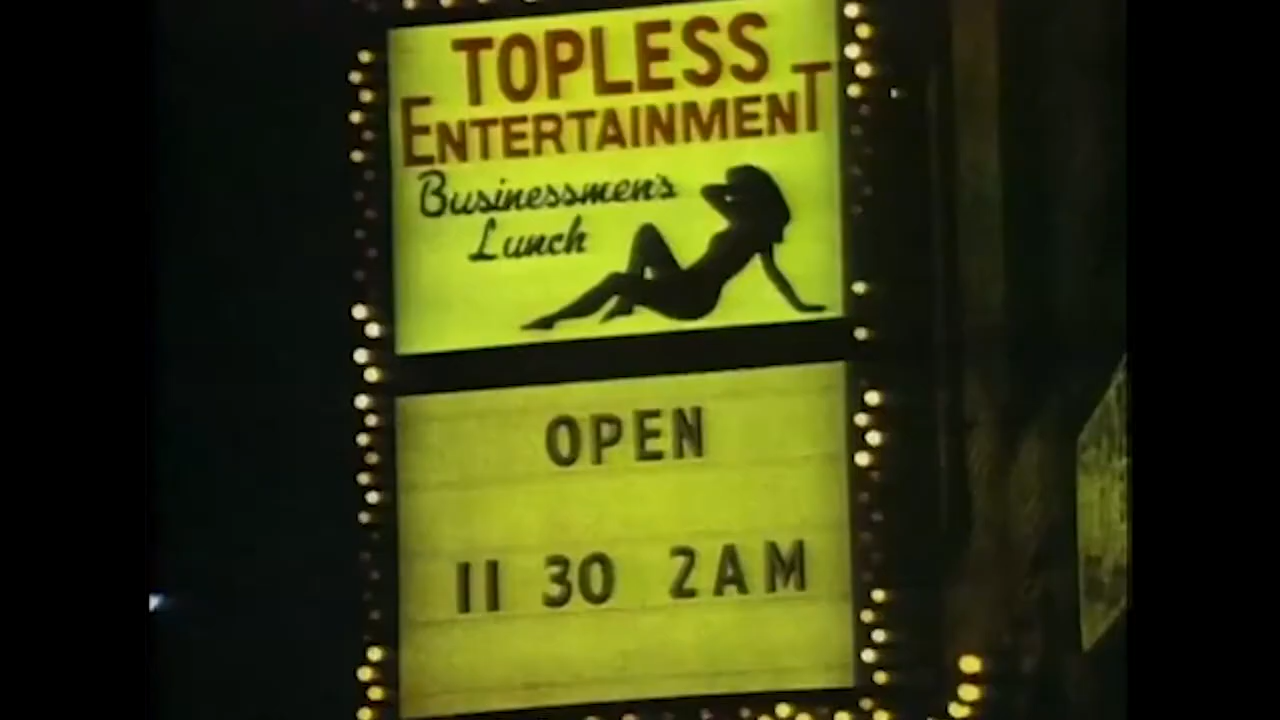 TOPLESS
ENTERTAINMENT
Businessmen's
Lunch
OPEN
11 30 2AM